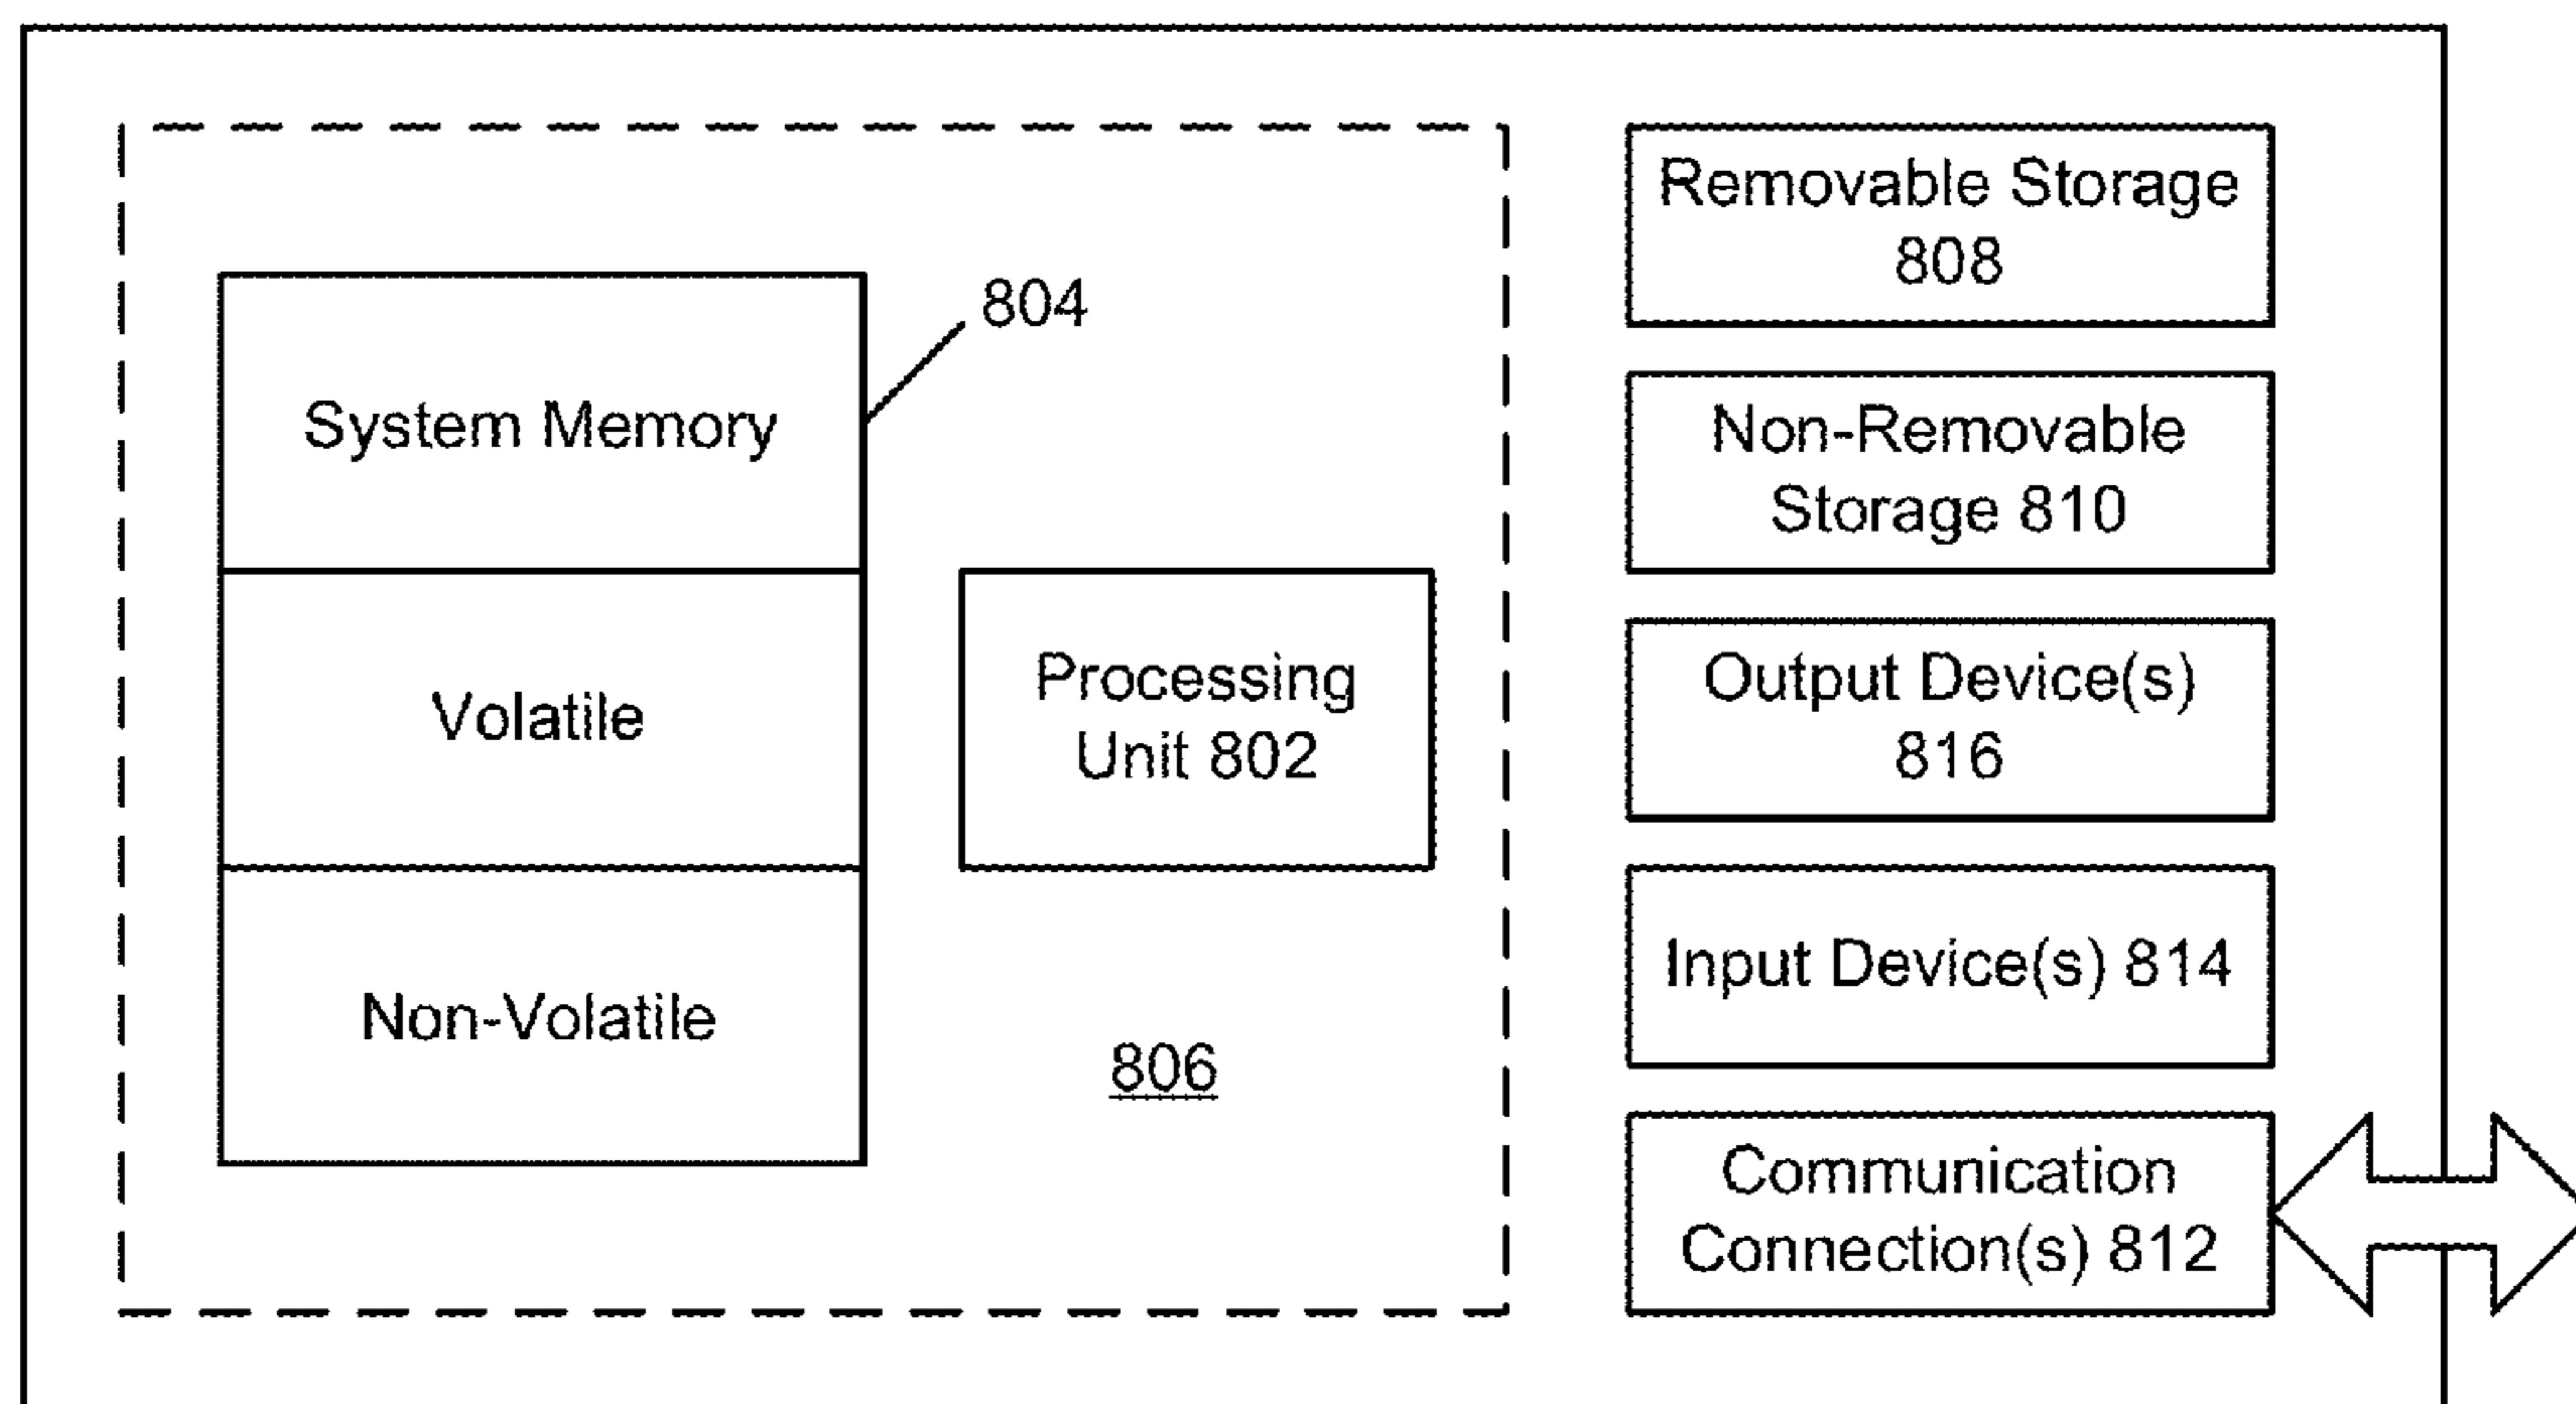 804
System Memory
Volatile
Non-Volatile
Processing
Unit 802
806
Removable Storage
808
Non-Removable
Storage 810
Output Device(s)
816
Input Device(s) 814
Communication
Connection(s) 812